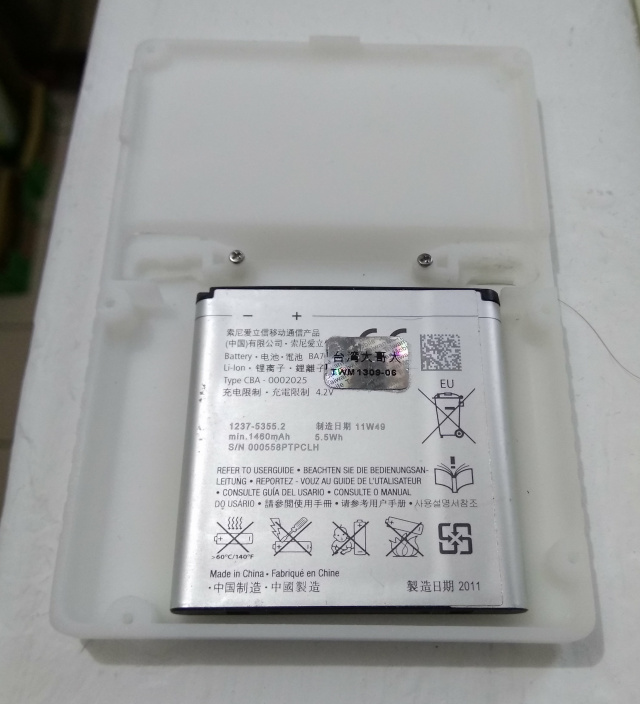 − +
索尼爱立信移动通信产品
(中国)有限公司・索尼爱立
Battery・电池・電池 BA7
Li-Ion・锂离子・鋰離子
Type CBA - 0002025
充电限制・充電限制 4.2V
CE
台湾大哥大
TWM1309-06
EU
1237-5355.2 制造日期 11W49
min.1460mAh 5.5Wh
S/N 000558PTPCLH
REFER TO USERGUIDE • BEACHTEN SIE DIE BEDIENUNGSAN-
LEITUNG • REPORTEZ - VOUZ AU GUIDE DE L'UTILISATEUR
• CONSULTE GUÍA DEL USARIO • CONSULTAR O MANUAL
DO USARIO • 請參閱使用手冊・请参考用户手册・사용설명서참조
>60°C/140°F
Made in China • Fabriqué en Chine
・中国制造・中國製造 製造日期 2011